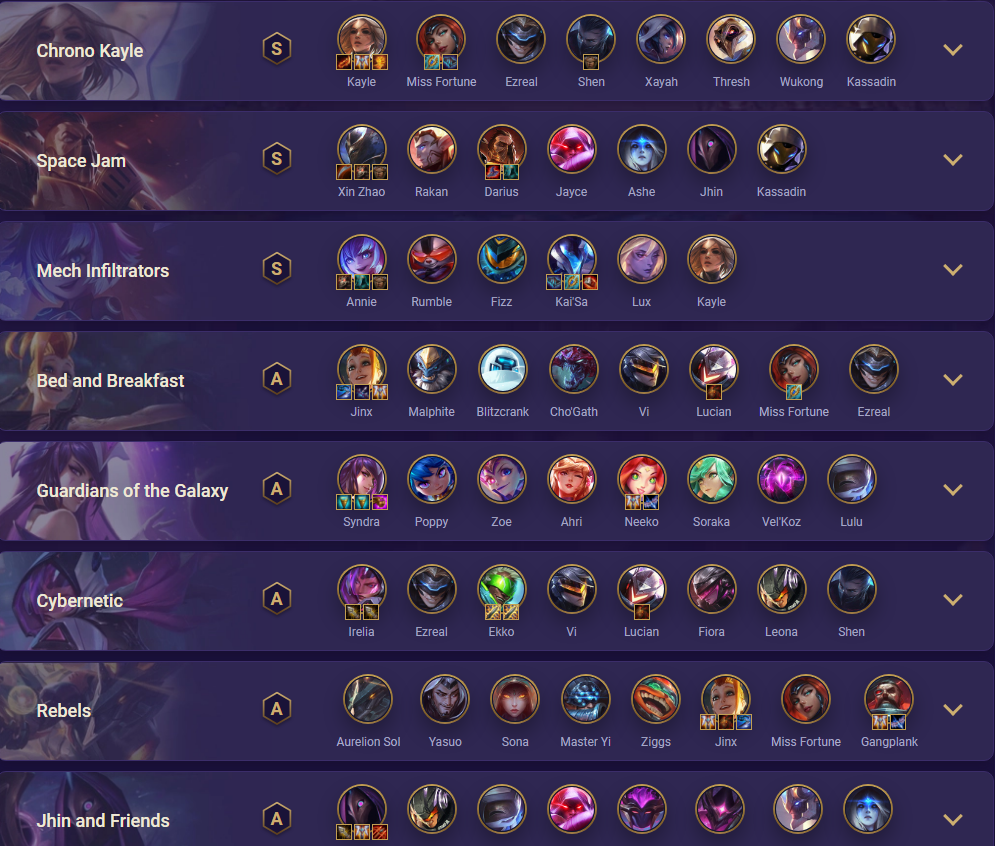 Chrono Kayle
S
Kayle Miss Fortune Ezreal Shen Xayah Thresh Wukong Kassadin
Space Jam
S
Xin Zhao Rakan Darius Jayce Ashe Jhin Kassadin
Mech Infiltrators
S
Annie Rumble Fizz Kai'Sa Lux Kayle
Bed and Breakfast
A
Jinx Malphite Blitzcrank Cho'Gath Vi Lucian Miss Fortune Ezreal
Guardians of the Galaxy
A
Syndra Poppy Zoe Ahri Neeko Soraka Vel'Koz Lulu
Cybernetic
A
Irelia Ezreal Ekko Vi Lucian Fiora Leona Shen
Rebels
A
Aurelion Sol Yasuo Sona Master Yi Ziggs Jinx Miss Fortune Gangplank
Jhin and Friends
A